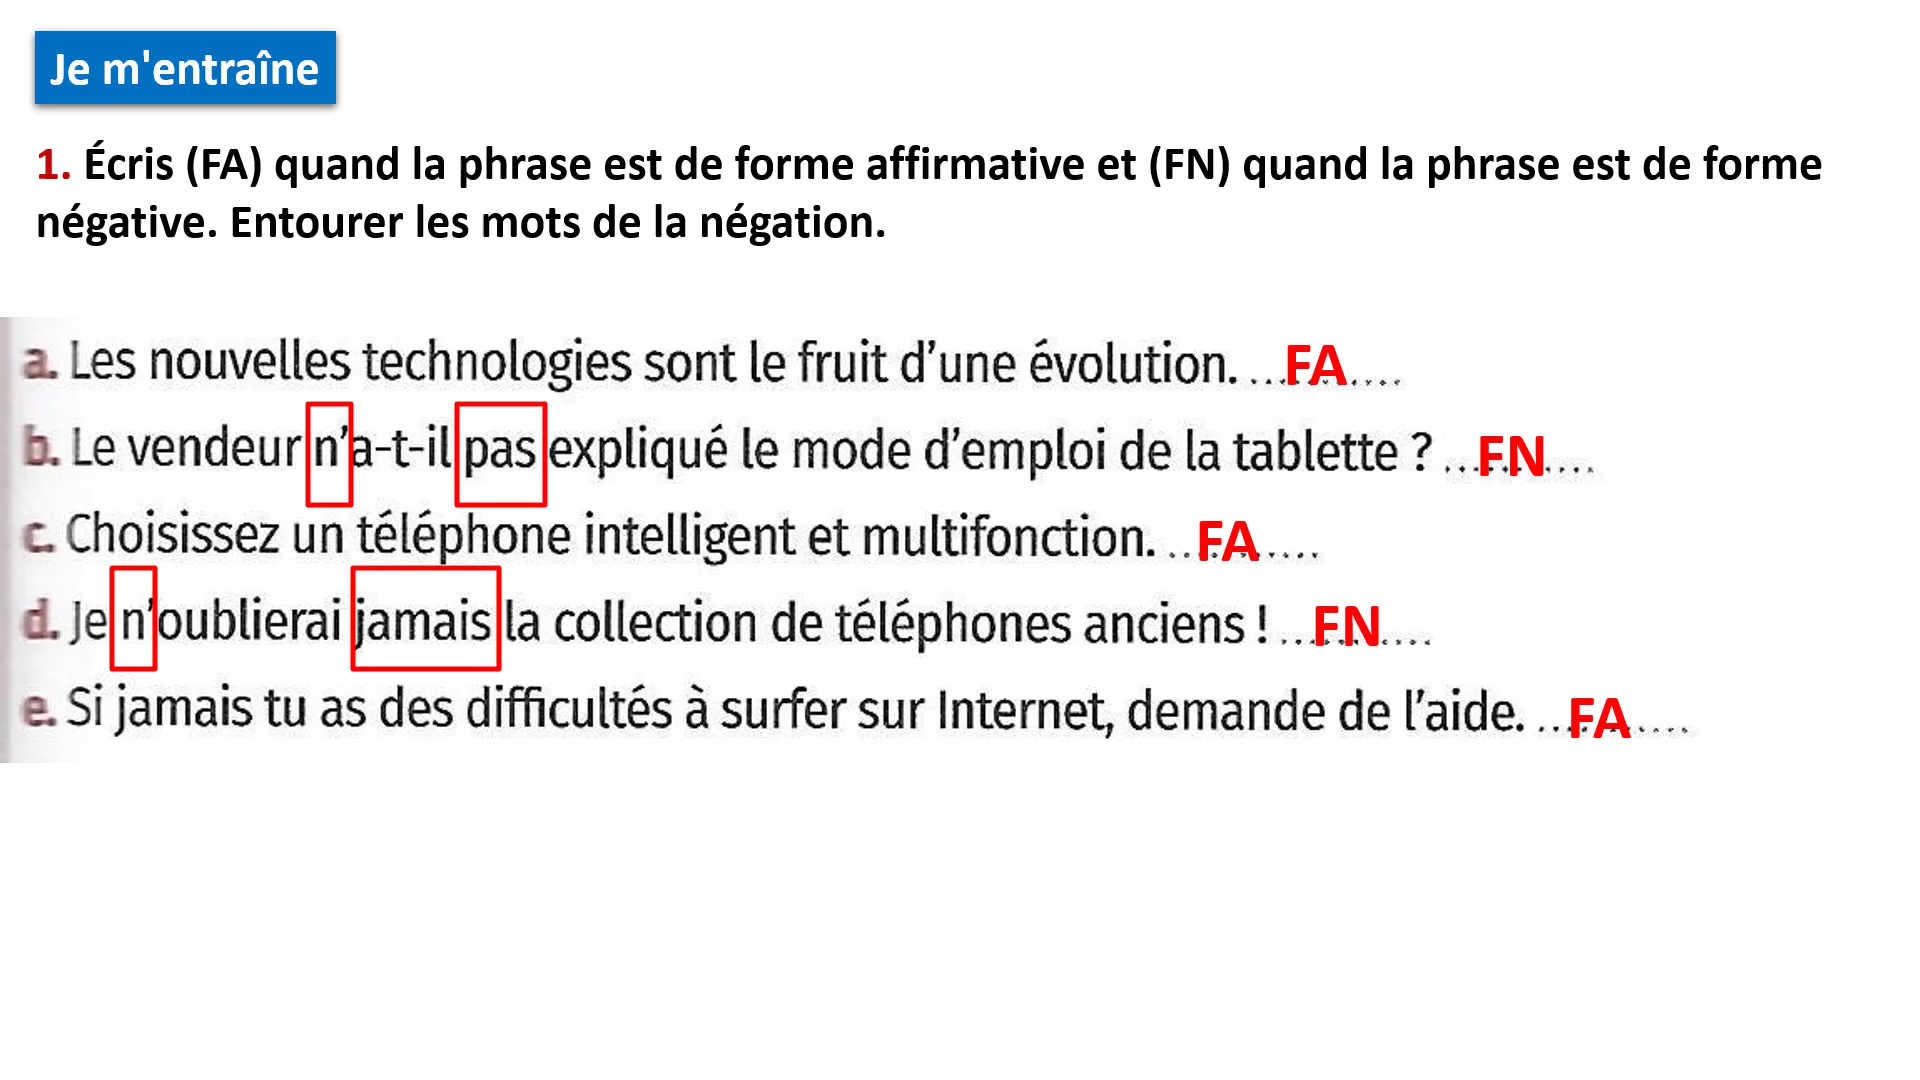 Je m'entraîne
1. Écris (FA) quand la phrase est de forme affirmative et (FN) quand la phrase est de forme
négative. Entourer les mots de la négation.
a. Les nouvelles technologies sont le fruit d’une évolution. ...FA....
b. Le vendeur n’a-t-il pas expliqué le mode d’emploi de la tablette ? ...FN....
c. Choisissez un téléphone intelligent et multifonction. ...FA....
d. Je n’oublierai jamais la collection de téléphones anciens ! ...FN....
e. Si jamais tu as des difficultés à surfer sur Internet, demande de l’aide. ...FA....